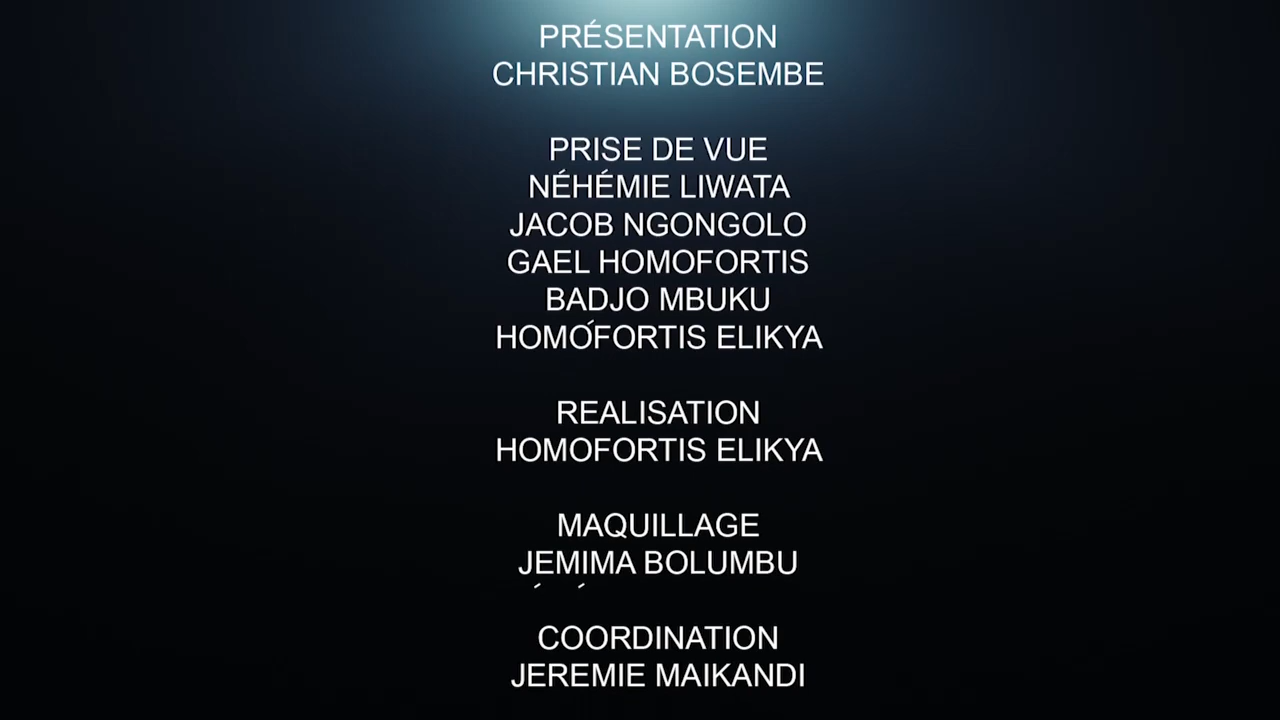 PRÉSENTATION
CHRISTIAN BOSEMBE
PRISE DE VUE
NÉHÉMIE LIWATA
JACOB NGONGOLO
GAEL HOMOFORTIS
BADJO MBUKU
HOMOFORTIS ELIKYA
REALISATION
HOMOFORTIS ELIKYA
MAQUILLAGE
JEMIMA BOLUMBU
COORDINATION
JEREMIE MAIKANDI